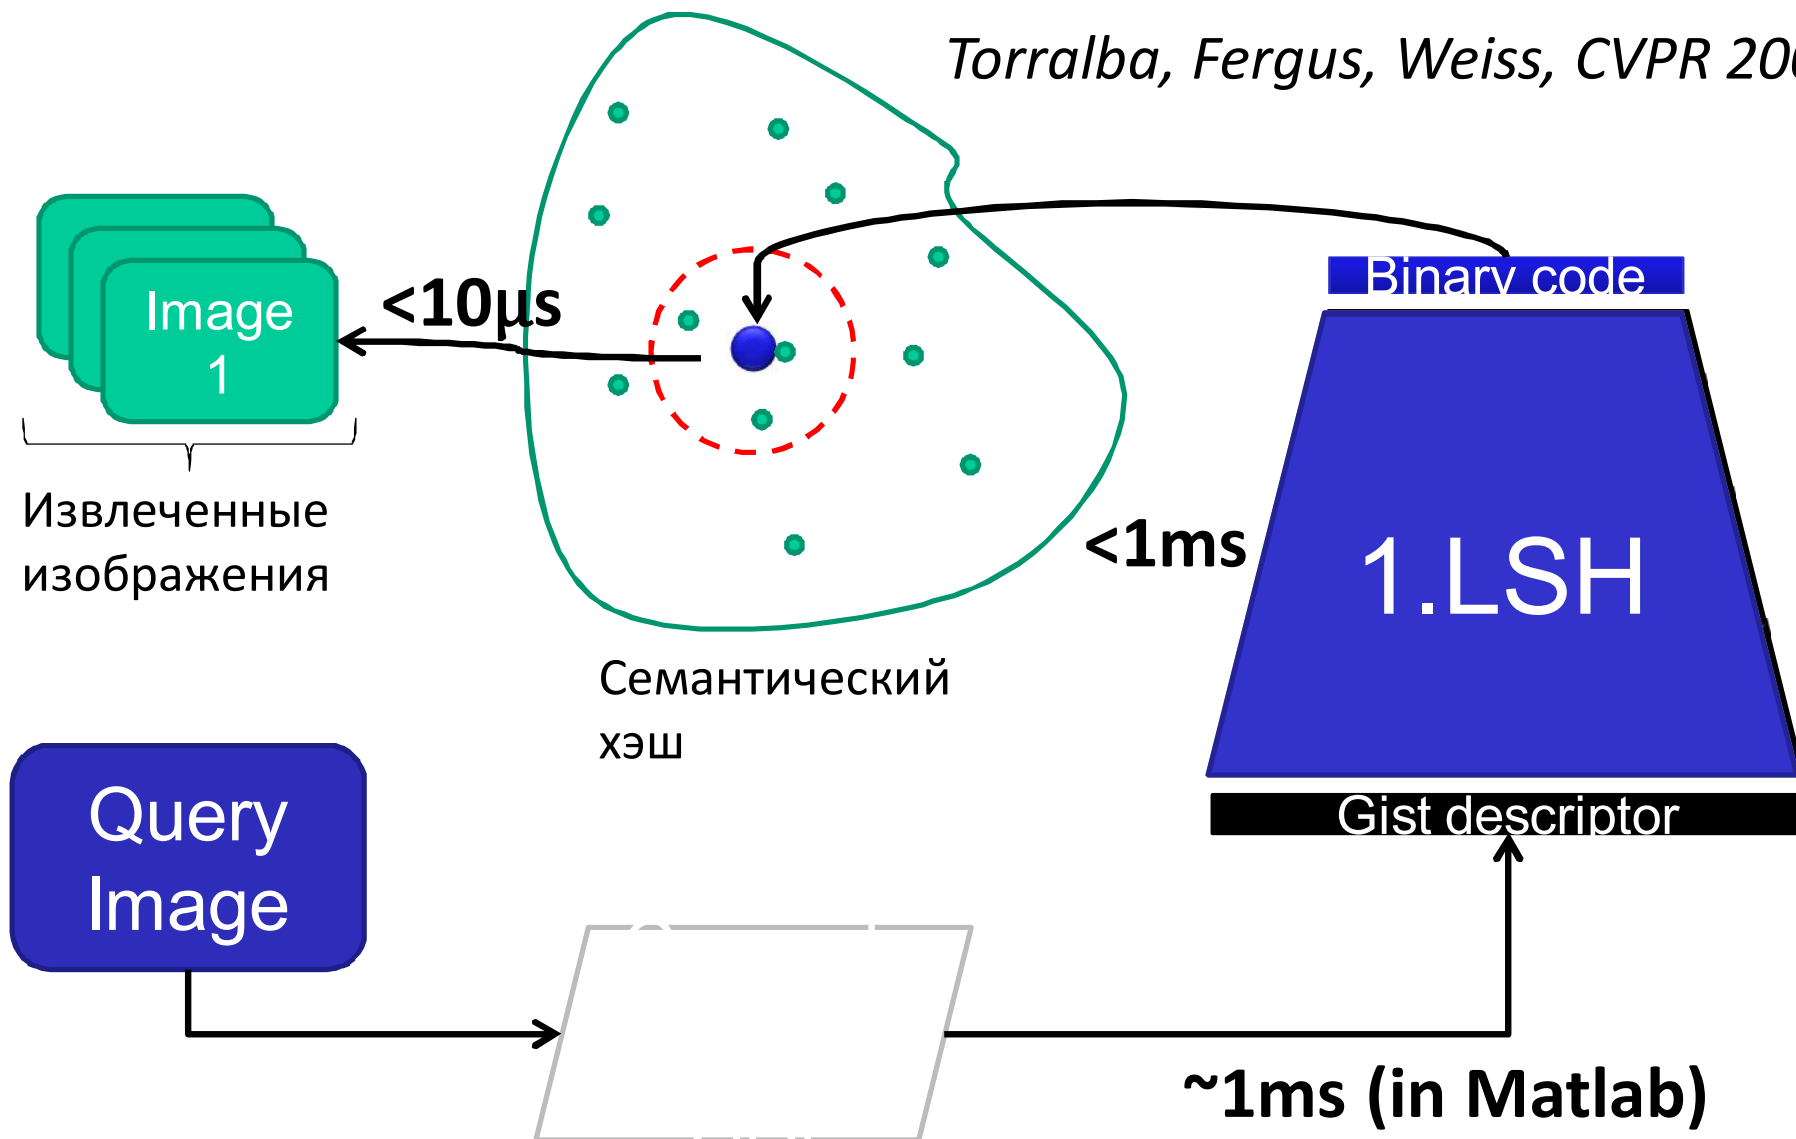 Torralba, Fergus, Weiss, CVPR 200
Binary code
<10µs
Image
1
Извлеченные
изображения
<1ms
1.LSH
Семантический
хэш
Query
Image
Gist descriptor
~1ms (in Matlab)